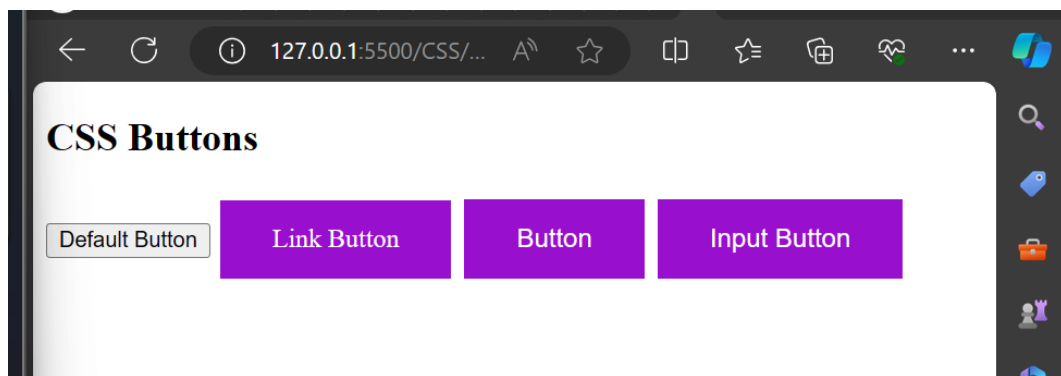 127.0.0.1:5500/CSS/...
CSS Buttons
Default Button Link Button Button Input Button